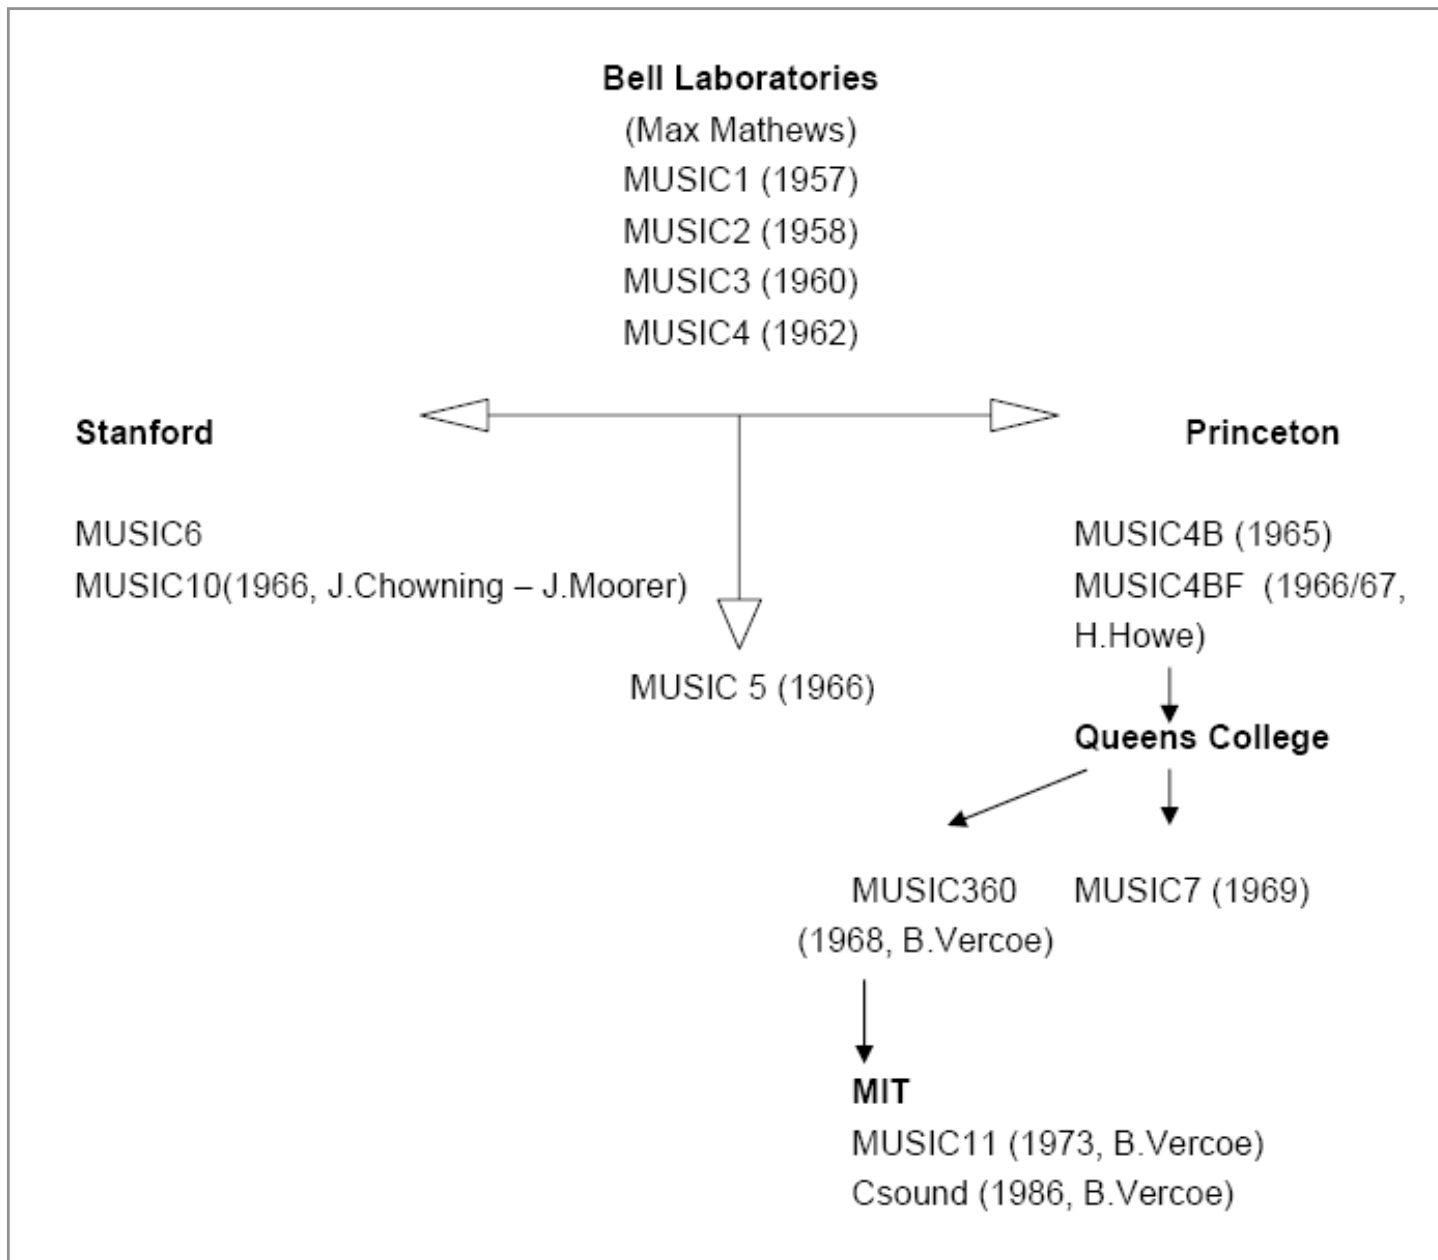 Bell Laboratories
(Max Mathews)
MUSIC1 (1957)
MUSIC2 (1958)
MUSIC3 (1960)
MUSIC4 (1962)
Stanford
MUSIC6
MUSIC10(1966, J.Chowning – J.Moorer)
MUSIC 5 (1966)
Princeton
MUSIC4B (1965)
MUSIC4BF (1966/67,
H.Howe)
Queens College
MUSIC360
(1968, B.Vercoe)
MUSIC7 (1969)
MIT
MUSIC11 (1973, B.Vercoe)
Csound (1986, B.Vercoe)